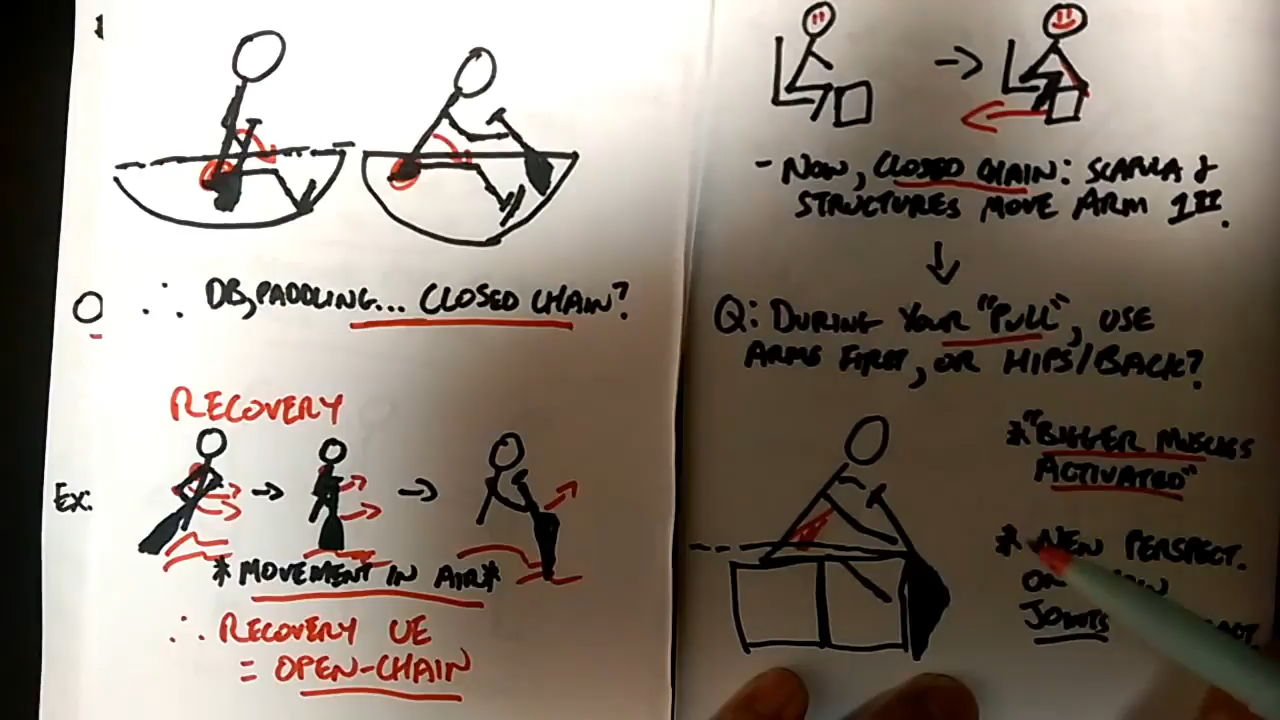 ∴ DB, PADDLING... CLOSED CHAIN?
RECOVERY
Ex:
*MOVEMENT IN AIR*
∴ RECOVERY UE
= OPEN-CHAIN
- NOW, CLOSED CHAIN: SCAPULA &
STRUCTURES MOVE ARM 1ST.
Q: DURING YOUR "PULL", USE
ARMS FIRST, OR HIPS/BACK?
*"BIGGER MUSCLES
ACTIVATED"
* NEW PERSPECT.
JOINTS